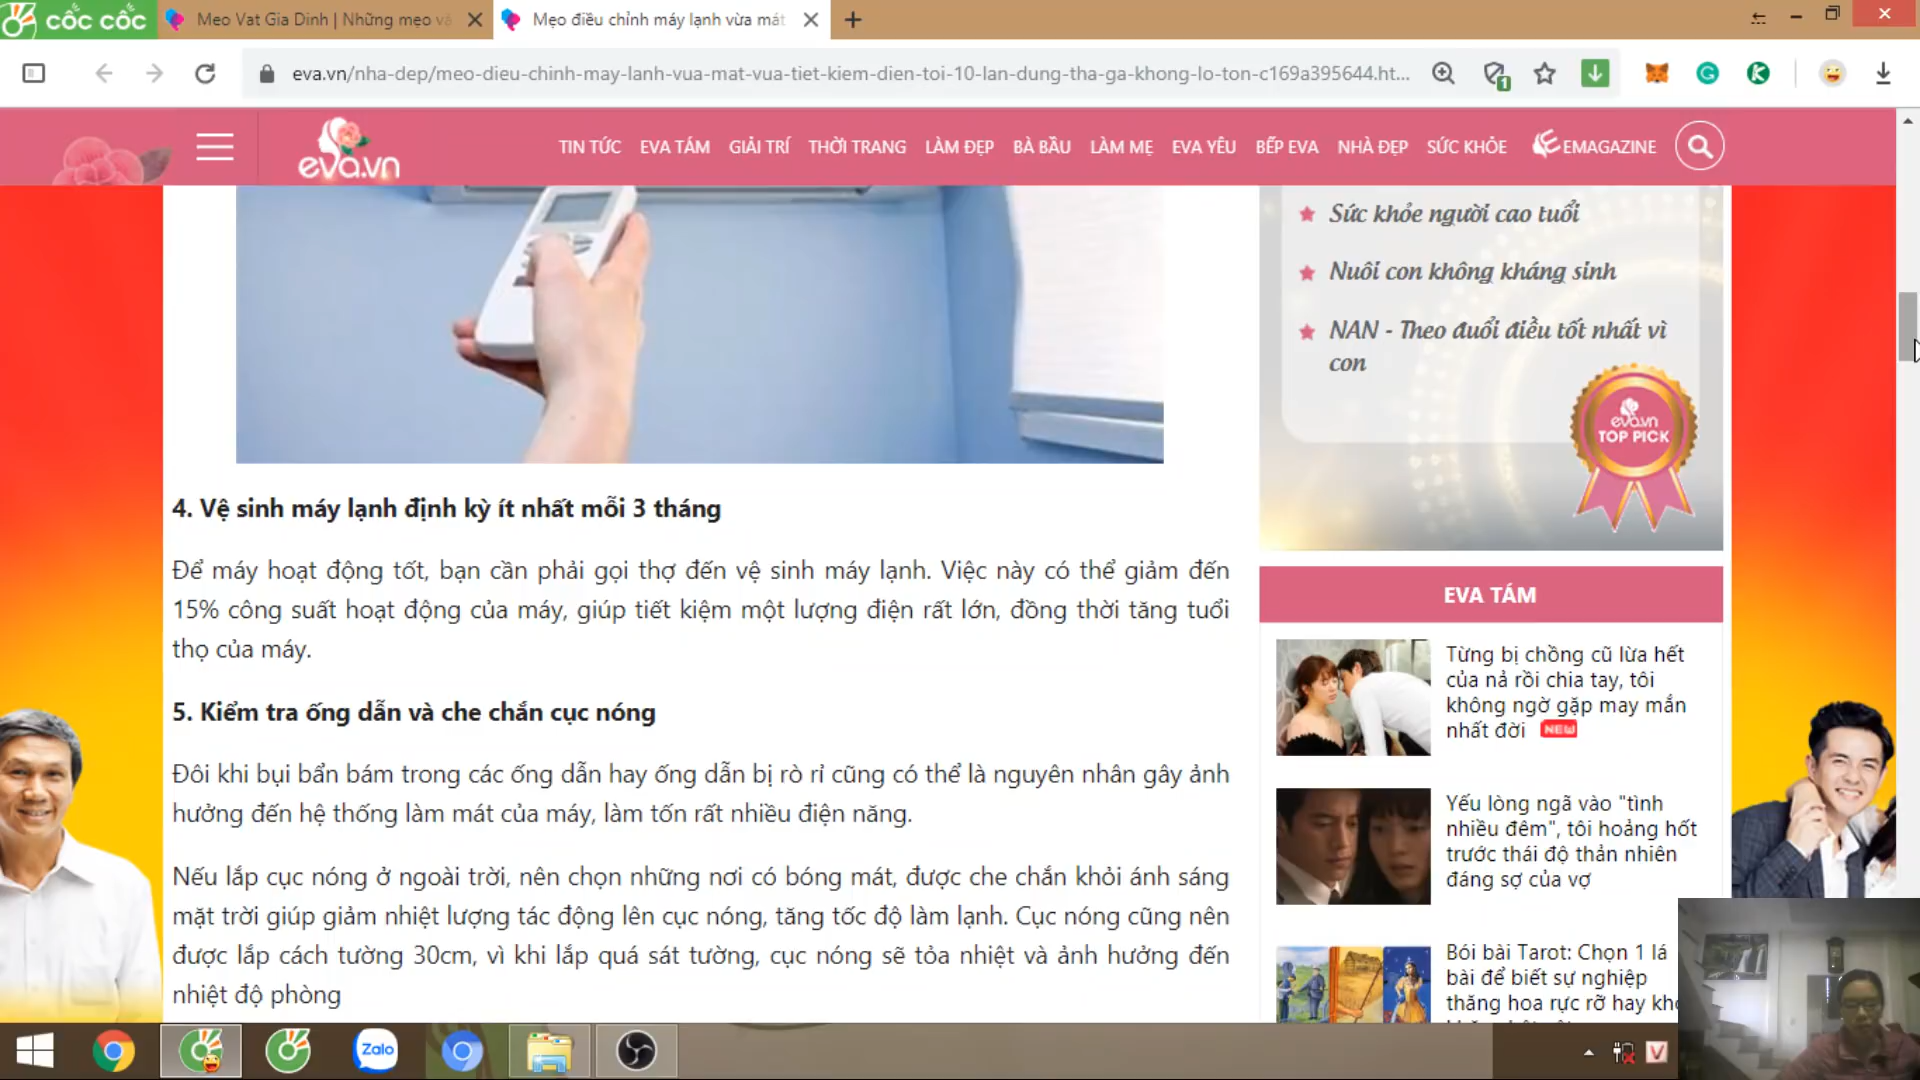 cốc cốc
Meo Vat Gia Dinh | Những mẹo và
Mẹo điều chỉnh máy lạnh vừa mát
eva.vn/nha-dep/meo-dieu-chinh-may-lanh-vua-mat-vua-tiet-kiem-dien-toi-10-lan-dung-tha-ga-khong-lo-ton-c169a395644.ht...
1
eva.vn
TIN TỨC EVA TÁM GIẢI TRÍ THỜI TRANG LÀM ĐẸP BÀ BẦU LÀM MẸ EVA YÊU BẾP EVA NHÀ ĐẸP SỨC KHỎE EMAGAZINE
Sức khỏe người cao tuổi
Nuôi con không kháng sinh
NAN - Theo đuổi điều tốt nhất vì
con
eva.vn
TOP PICK
4. Vệ sinh máy lạnh định kỳ ít nhất mỗi 3 tháng
Để máy hoạt động tốt, bạn cần phải gọi thợ đến vệ sinh máy lạnh. Việc này có thể giảm đến
15% công suất hoạt động của máy, giúp tiết kiệm một lượng điện rất lớn, đồng thời tăng tuổi
thọ của máy.
5. Kiểm tra ống dẫn và che chắn cục nóng
Đôi khi bụi bẩn bám trong các ống dẫn hay ống dẫn bị rò rỉ cũng có thể là nguyên nhân gây ảnh
hưởng đến hệ thống làm mát của máy, làm tốn rất nhiều điện năng.
Nếu lắp cục nóng ở ngoài trời, nên chọn những nơi có bóng mát, được che chắn khỏi ánh sáng
mặt trời giúp giảm nhiệt lượng tác động lên cục nóng, tăng tốc độ làm lạnh. Cục nóng cũng nên
được lắp cách tường 30cm, vì khi lắp quá sát tường, cục nóng sẽ tỏa nhiệt và ảnh hưởng đến
nhiệt độ phòng
EVA TÁM
Từng bị chồng cũ lừa hết
của nả rồi chia tay, tôi
không ngờ gặp may mắn
nhất đời NEW
Yếu lòng ngã vào "tình
nhiều đêm", tôi hoảng hốt
trước thái độ thản nhiên
đáng sợ của vợ
Bói bài Tarot: Chọn 1 lá
bài để biết sự nghiệp
thăng hoa rực rỡ hay
Zalo
V